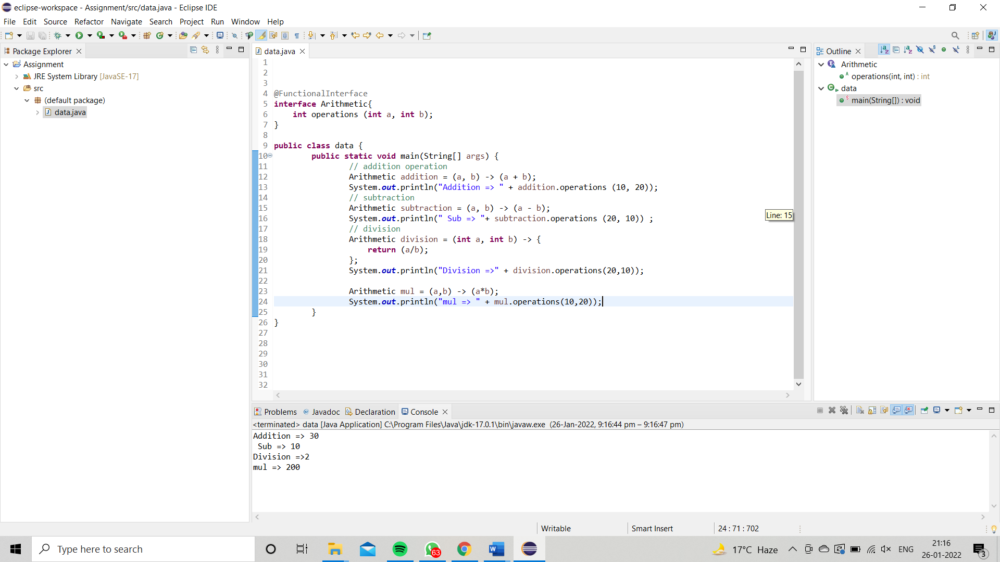 eclipse-workspace - Assignment/src/data.java - Eclipse IDE
File Edit Source Refactor Navigate Search Project Run Window Help
Package Explorer
Assignment
JRE System Library [JavaSE-17]
src
(default package)
data.java
data.java
1
2
3
4 @FunctionalInterface
5 interface Arithmetic{
6     int operations (int a, int b);
7 }
8
9 public class data {
10         public static void main(String[] args) {
11                 // addition operation
12                 Arithmetic addition = (a, b) -> (a + b);
13                 System.out.println("Addition => " + addition.operations (10, 20));
14                 // subtraction
15                 Arithmetic subtraction = (a, b) -> (a - b);
16                 System.out.println(" Sub => "+ subtraction.operations (20, 10)) ;
17                 // division
18                 Arithmetic division = (int a, int b) -> {
19                     return (a/b);
20                 };
21                 System.out.println("Division =>" + division.operations(20,10));
22
23                 Arithmetic mul = (a,b) -> (a*b);
24                 System.out.println("mul => " + mul.operations(10,20));
25         }
26 }
27
28
29
30
31
32
Line: 15
Outline
Arithmetic
operations(int, int) : int
data
main(String[]) : void
Problems @ Javadoc Declaration Console
<terminated> data [Java Application] C:\Program Files\Java\jdk-17.0.1\bin\javaw.exe (26-Jan-2022, 9:16:44 pm – 9:16:47 pm)
Addition => 30
 Sub => 10
Division =>2
mul => 200
Writable Smart Insert 24 : 71 : 702
Type here to search
63
17°C Haze
ENG
21:16
26-01-2022
3